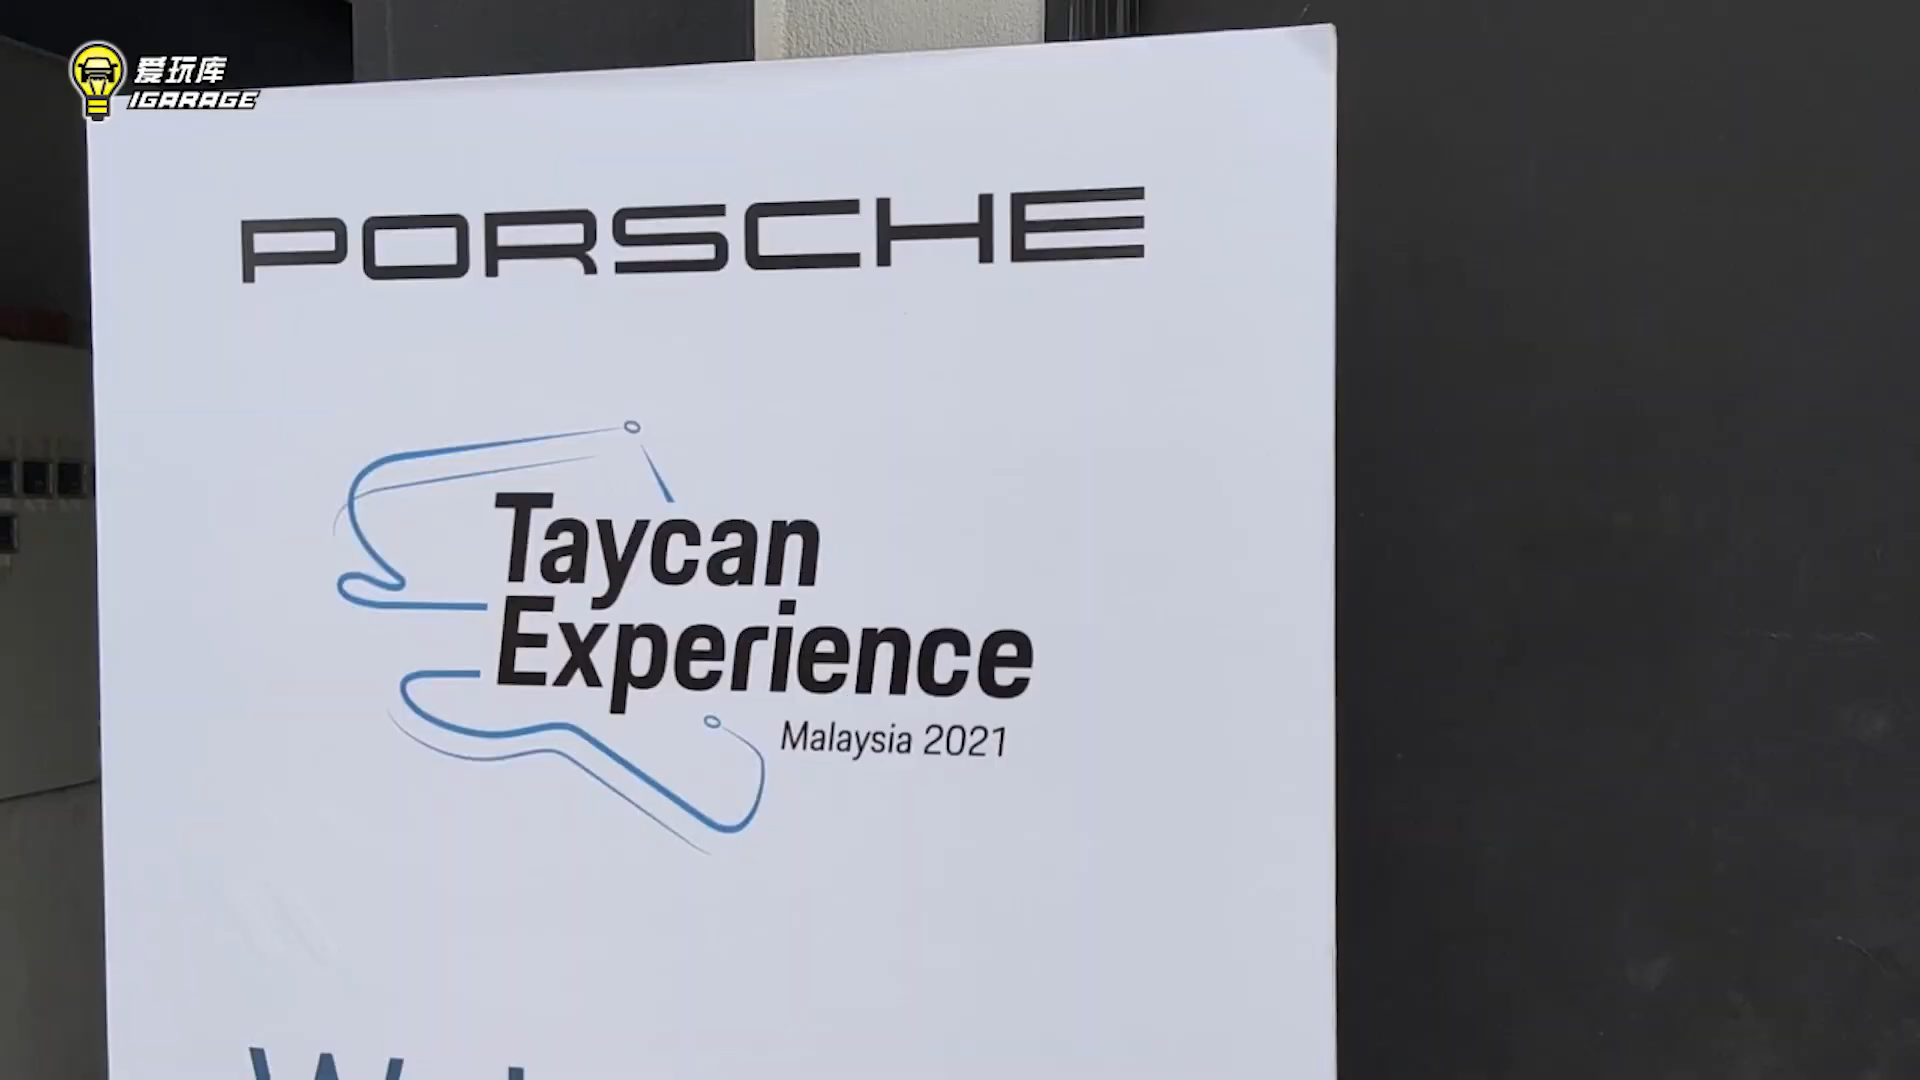 爱玩库
IGARAGE
PORSCHE
Taycan
Experience
Malaysia 2021